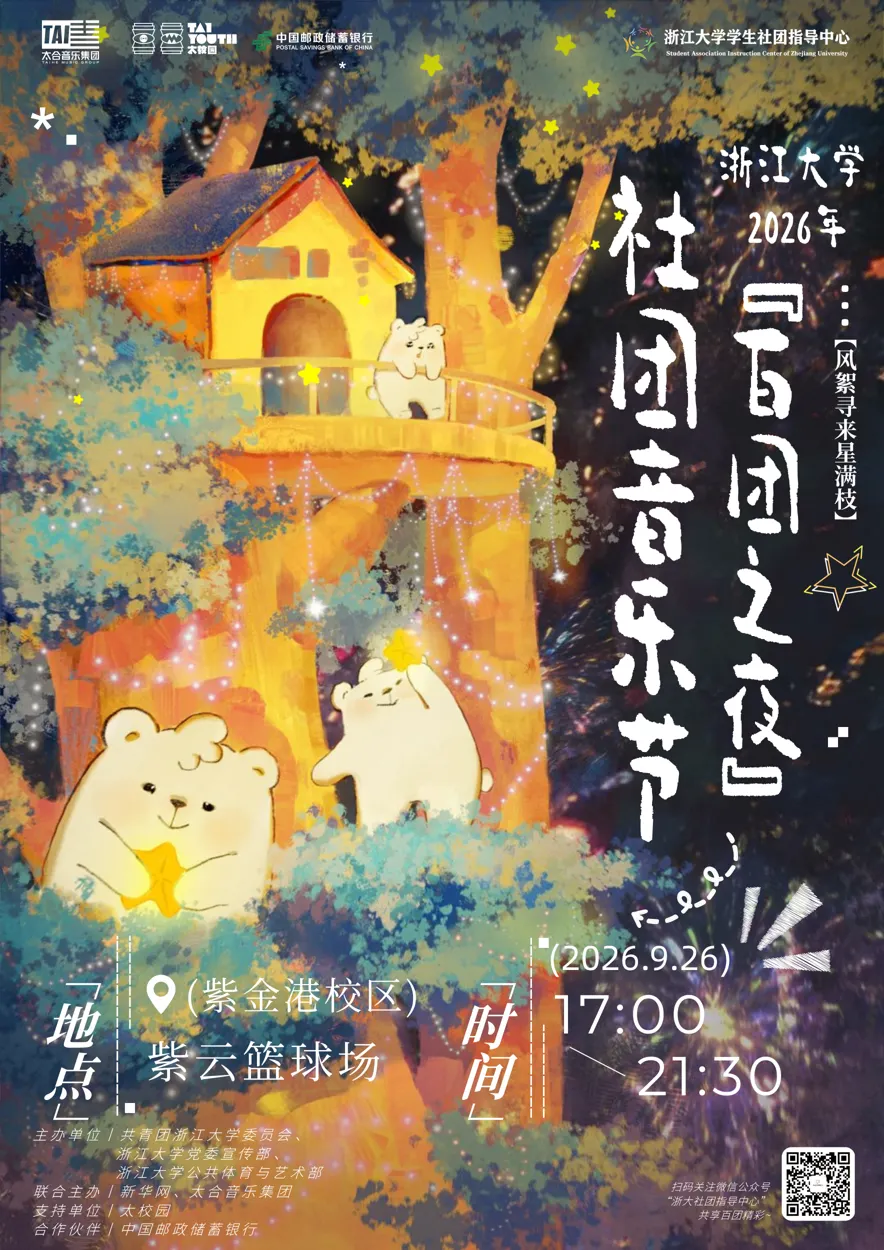 TAI
太合音乐集团
TAIHE MUSIC GROUP
TAI
YOUTH
太校园
中国邮政储蓄银行
POSTAL SAVINGS BANK OF CHINA
浙江大学学生社团指导中心
Student Association Instruction Center of Zhejiang University
浙江大学
2026年
『百团之夜』
社团音乐节
【风絮寻来星满枝】
「地点」
(紫金港校区)
紫云篮球场
「时间」
(2026.9.26)
17:00
21:30
主办单位|共青团浙江大学委员会、
浙江大学党委宣传部、
浙江大学公共体育与艺术部
联合主办|新华网、太合音乐集团
支持单位|太校园
合作伙伴|中国邮政储蓄银行
扫码关注微信公众号
“浙大社团指导中心”
共享百团精彩~